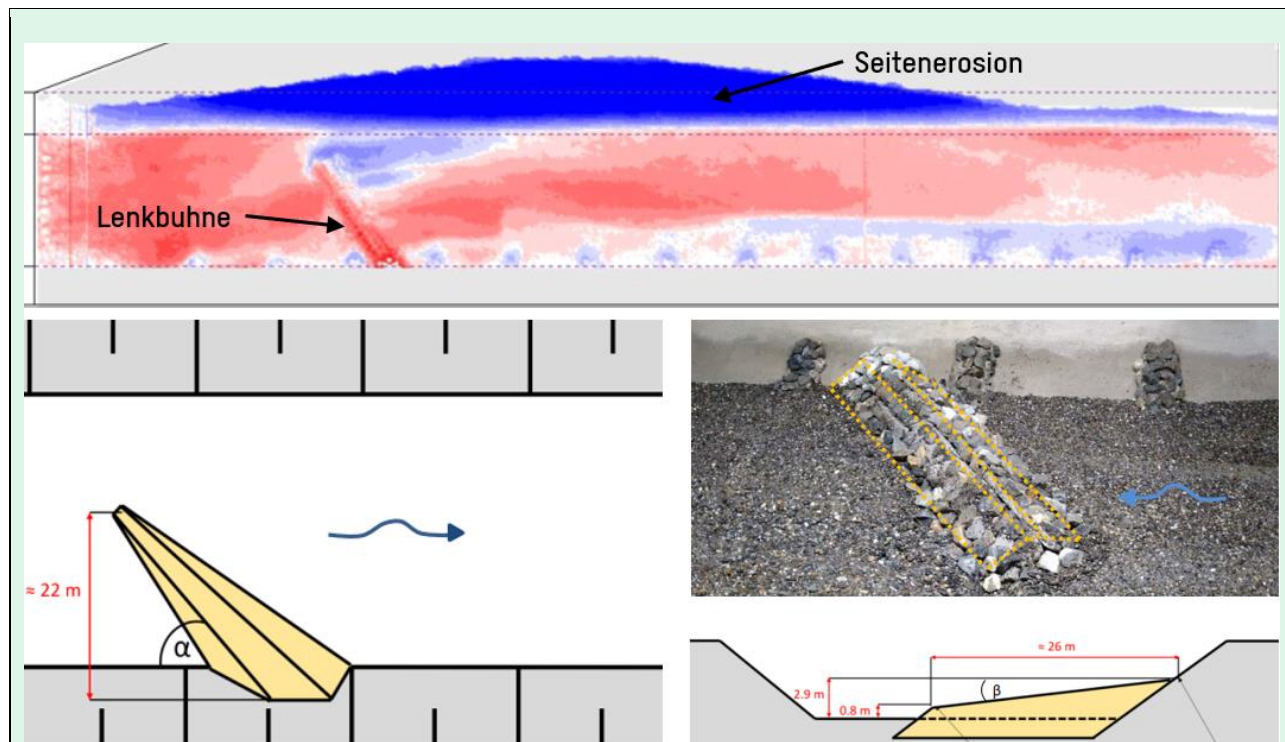 Seitenerosion
Lenkbuhne
≈ 22 m
α
≈ 26 m
2.9 m
β
0.8 m